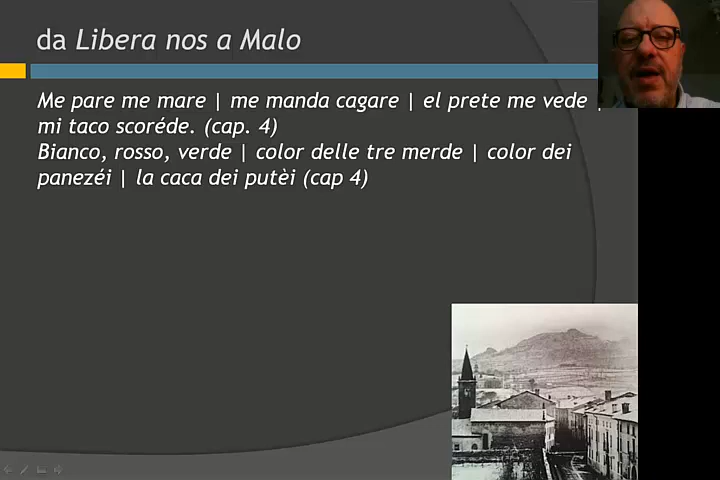 da Libera nos a Malo
Me pare me mare | me manda cagare | el prete me vede |
mi taco scoréde. (cap. 4)
Bianco, rosso, verde | color delle tre merde | color dei
panezéi | la caca dei putèi (cap 4)